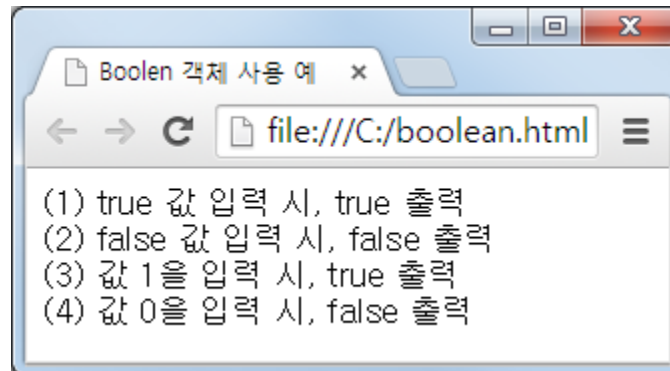 Boolen 객체 사용 예
file:///C:/boolean.html
(1) true 값 입력 시, true 출력
(2) false 값 입력 시, false 출력
(3) 값 1을 입력 시, true 출력
(4) 값 0을 입력 시, false 출력